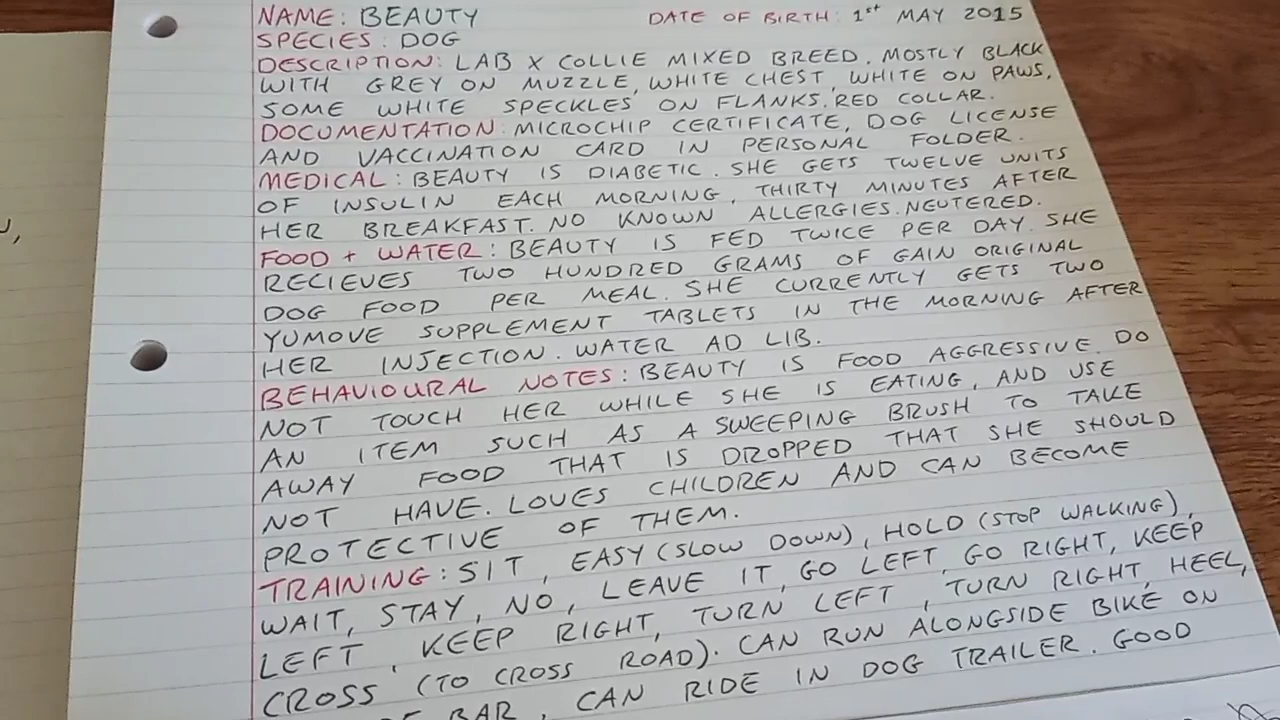 NAME: BEAUTY DATE OF BIRTH: 1st MAY 2015
SPECIES: DOG
DESCRIPTION: LAB X COLLIE MIXED BREED. MOSTLY BLACK
WITH GREY ON MUZZLE, WHITE CHEST, WHITE ON PAWS,
SOME WHITE SPECKLES ON FLANKS. RED COLLAR.
DOCUMENTATION: MICROCHIP CERTIFICATE, DOG LICENSE
AND VACCINATION CARD IN PERSONAL FOLDER.
MEDICAL: BEAUTY IS DIABETIC. SHE GETS TWELVE UNITS
OF INSULIN EACH MORNING, THIRTY MINUTES AFTER
HER BREAKFAST. NO KNOWN ALLERGIES. NEUTERED.
FOOD + WATER: BEAUTY IS FED TWICE PER DAY. SHE
RECIEVES TWO HUNDRED GRAMS OF GAIN ORIGINAL
DOG FOOD PER MEAL. SHE CURRENTLY GETS TWO
YUMOVE SUPPLEMENT TABLETS IN THE MORNING AFTER
HER INJECTION. WATER AD LIB.
BEHAVIOURAL NOTES: BEAUTY IS FOOD AGGRESSIVE. DO
NOT TOUCH HER WHILE SHE IS EATING, AND USE
AN ITEM SUCH AS A SWEEPING BRUSH TO TAKE
AWAY FOOD THAT IS DROPPED THAT SHE SHOULD
NOT HAVE. LOVES CHILDREN AND CAN BECOME
PROTECTIVE OF THEM.
TRAINING: SIT, EASY (SLOW DOWN), HOLD (STOP WALKING),
WAIT, STAY, NO, LEAVE IT, GO LEFT, GO RIGHT, KEEP
LEFT, KEEP RIGHT, TURN LEFT, TURN RIGHT, HEEL,
CROSS (TO CROSS ROAD). CAN RUN ALONGSIDE BIKE ON
BAR, CAN RIDE IN DOG TRAILER. GOOD